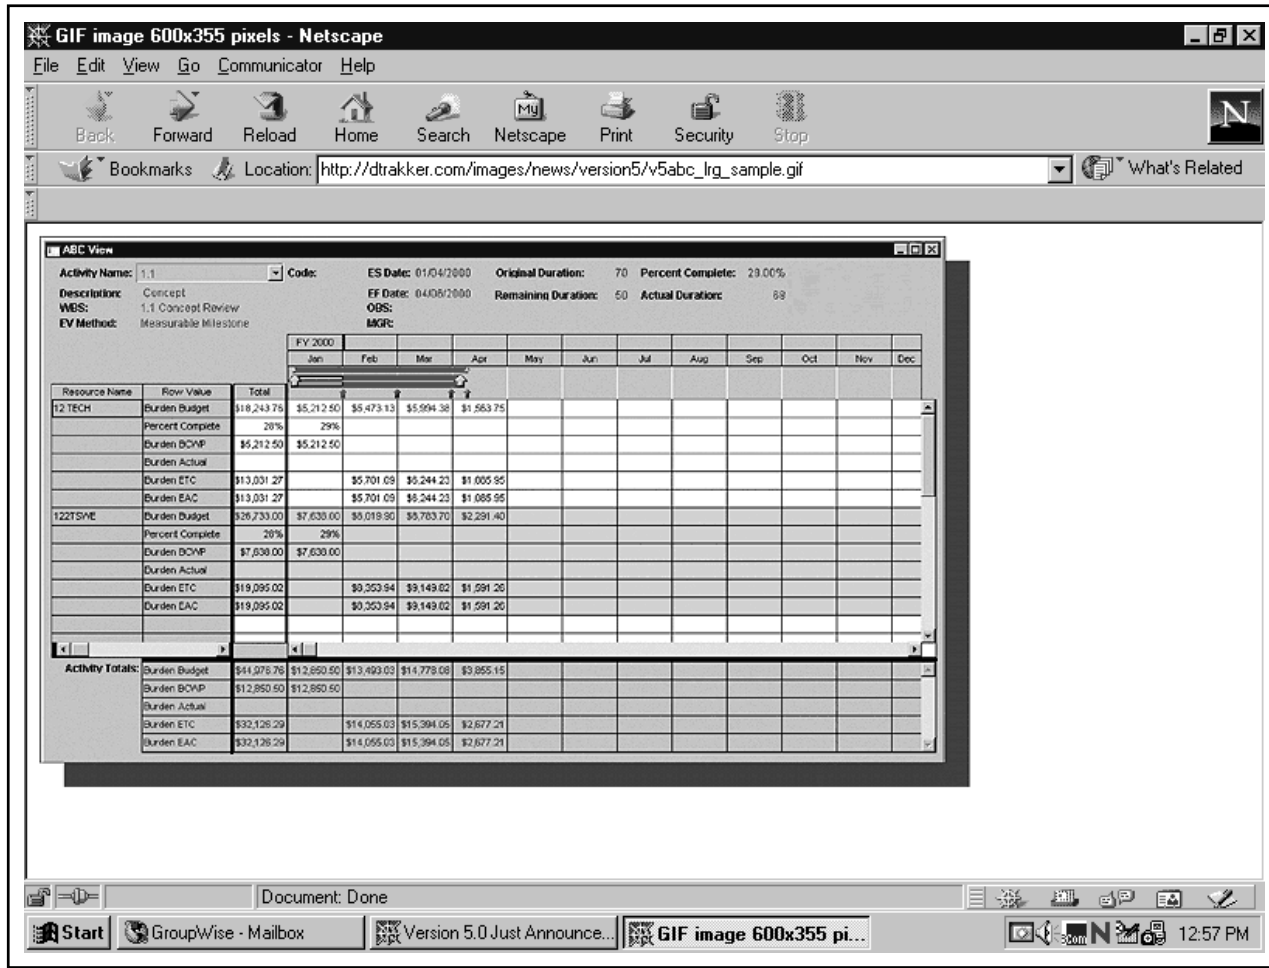 GIF image 600x355 pixels - Netscape
File Edit View Go Communicator Help
My
N
Back Forward Reload Home Search Netscape Print Security Stop
Bookmarks Location: http://dtrakker.com/images/news/version5/v5abc_lrg_sample.gif What's Related
ABC View
Activity Name: 1.1 Code: ES Date: 01/04/2000 Original Duration: 70 Percent Complete: 29.00%
Description: Concept EF Date: Remaining Duration: 50 Actual Duration:
WBS: 1.1 Concept Review OBS:
EV Method: Measurable Milestone MGR:
FY 2000
Jan Feb Mar Apr May Jun Jul Aug Sep Oct Nov Dec
Resource Name Row Value Total
12 TECH Burden Budget $18,243.76 $5,212.50 $5,473.13 $5,994.38 $1,563.75
Percent Complete 28% 29%
Burden BCWP $5,212.50 $5,212.50
Burden Actual
Burden ETC $13,031.27 $5,701.09 $6,244.23 $1,085.95
Burden EAC $13,031.27 $5,701.09 $6,244.23 $1,085.95
122TSWE Burden Budget $26,733.00 $7,638.00 $8,019.90 $8,783.70 $2,291.40
Percent Complete 28% 29%
Burden BCWP $7,638.00 $7,638.00
Burden Actual
Burden ETC $19,095.02 $8,353.94 $9,149.82 $1,591.26
Burden EAC $19,095.02 $8,353.94 $9,149.82 $1,591.26
Activity Totals: Burden Budget $44,976.76 $12,850.50 $13,493.03 $14,778.08 $3,855.15
Burden BCWP $12,850.50 $12,850.50
Burden Actual
Burden ETC $32,126.29 $14,055.03 $15,394.05 $2,677.21
Burden EAC $32,126.29 $14,055.03 $15,394.05 $2,677.21
Document: Done
Start GroupWise - Mailbox Version 5.0 Just Announce... GIF image 600x355 pi... 3Com N 12:57 PM